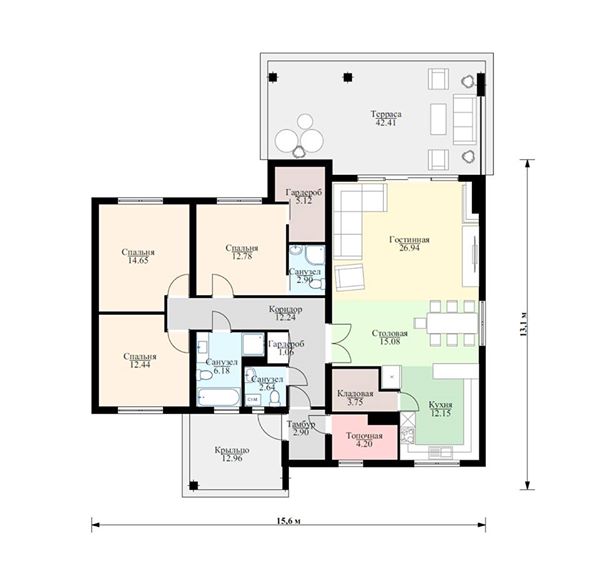 Терраса
42.41
Гардероб
5.12
Спальня
14.65
Спальня
12.78
Гостинная
26.94
Санузел
2.90
Коридор
12.24
Столовая
15.08
Гардероб
1.06
Спальня
12.44
Санузел
6.18
Санузел
2.64
Кладовая
3.75
Кухня
12.15
Тамбур
2.90
Топочная
4.20
Крыльцо
12.96
13,1 м
15,6 м